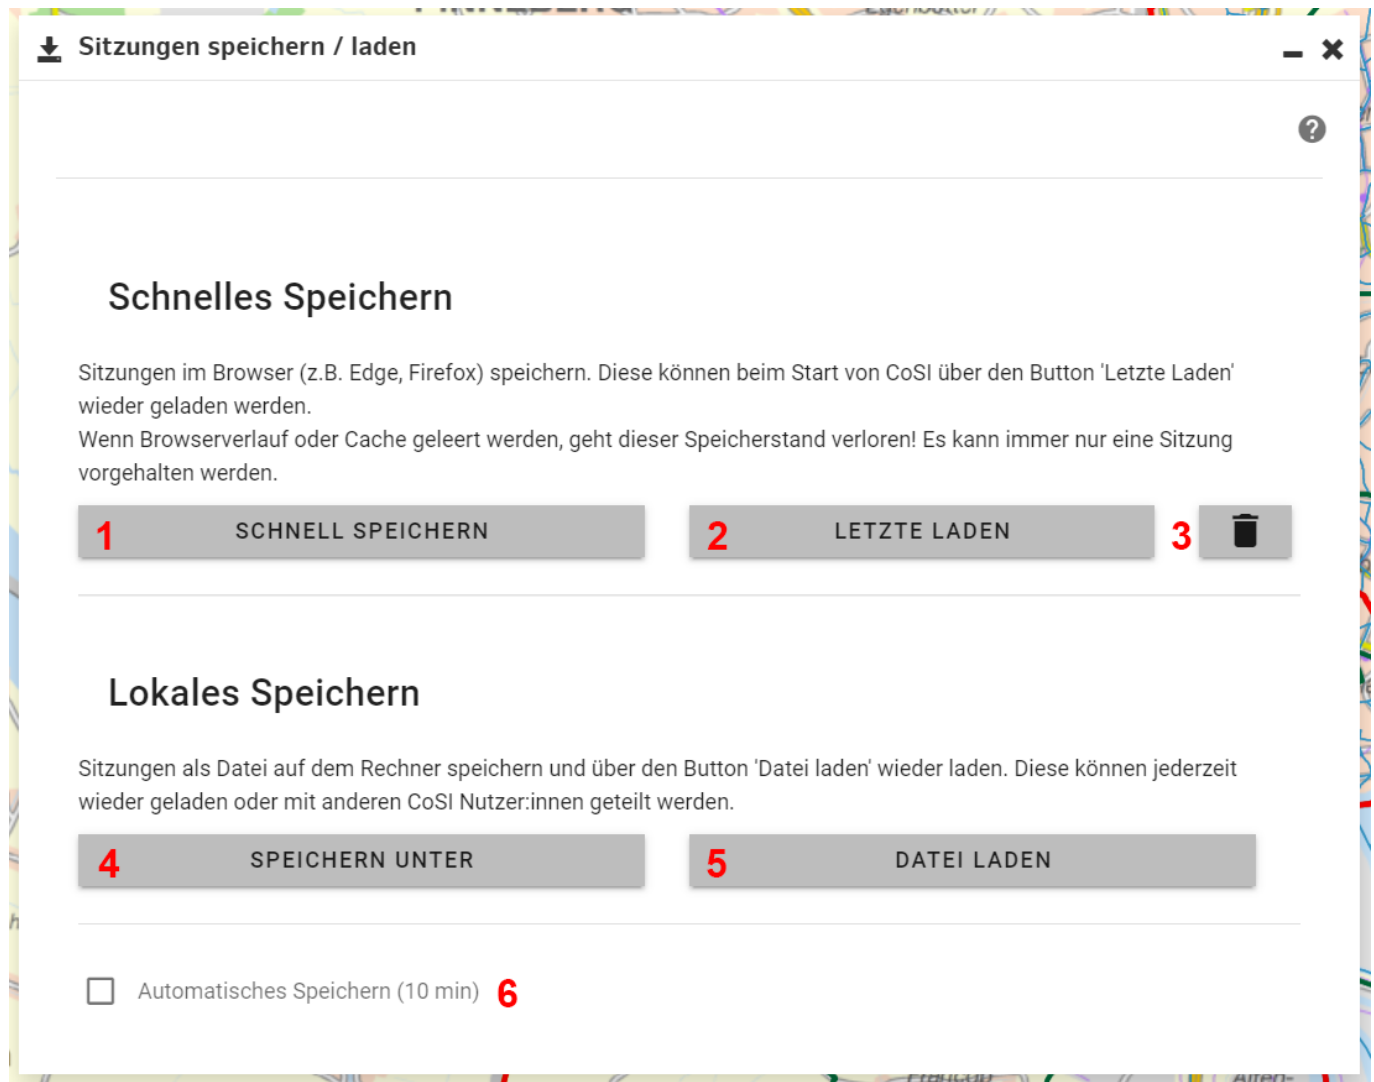 Sitzungen speichern / laden
Schnelles Speichern
Sitzungen im Browser (z.B. Edge, Firefox) speichern. Diese können beim Start von CoSI über den Button 'Letzte Laden'
wieder geladen werden.
Wenn Browserverlauf oder Cache geleert werden, geht dieser Speicherstand verloren! Es kann immer nur eine Sitzung
vorgehalten werden.
1 SCHNELL SPEICHERN 2 LETZTE LADEN 3
Lokales Speichern
Sitzungen als Datei auf dem Rechner speichern und über den Button 'Datei laden' wieder laden. Diese können jederzeit
wieder geladen oder mit anderen CoSI Nutzer:innen geteilt werden.
4 SPEICHERN UNTER 5 DATEI LADEN
Automatisches Speichern (10 min) 6